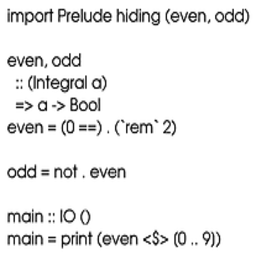 import Prelude hiding (even, odd)

even, odd
:: (Integral a)
=> a -> Bool
even = (0 ==) . (`rem` 2)

odd = not . even

main :: IO ()
main = print (even <$> (0 .. 9))